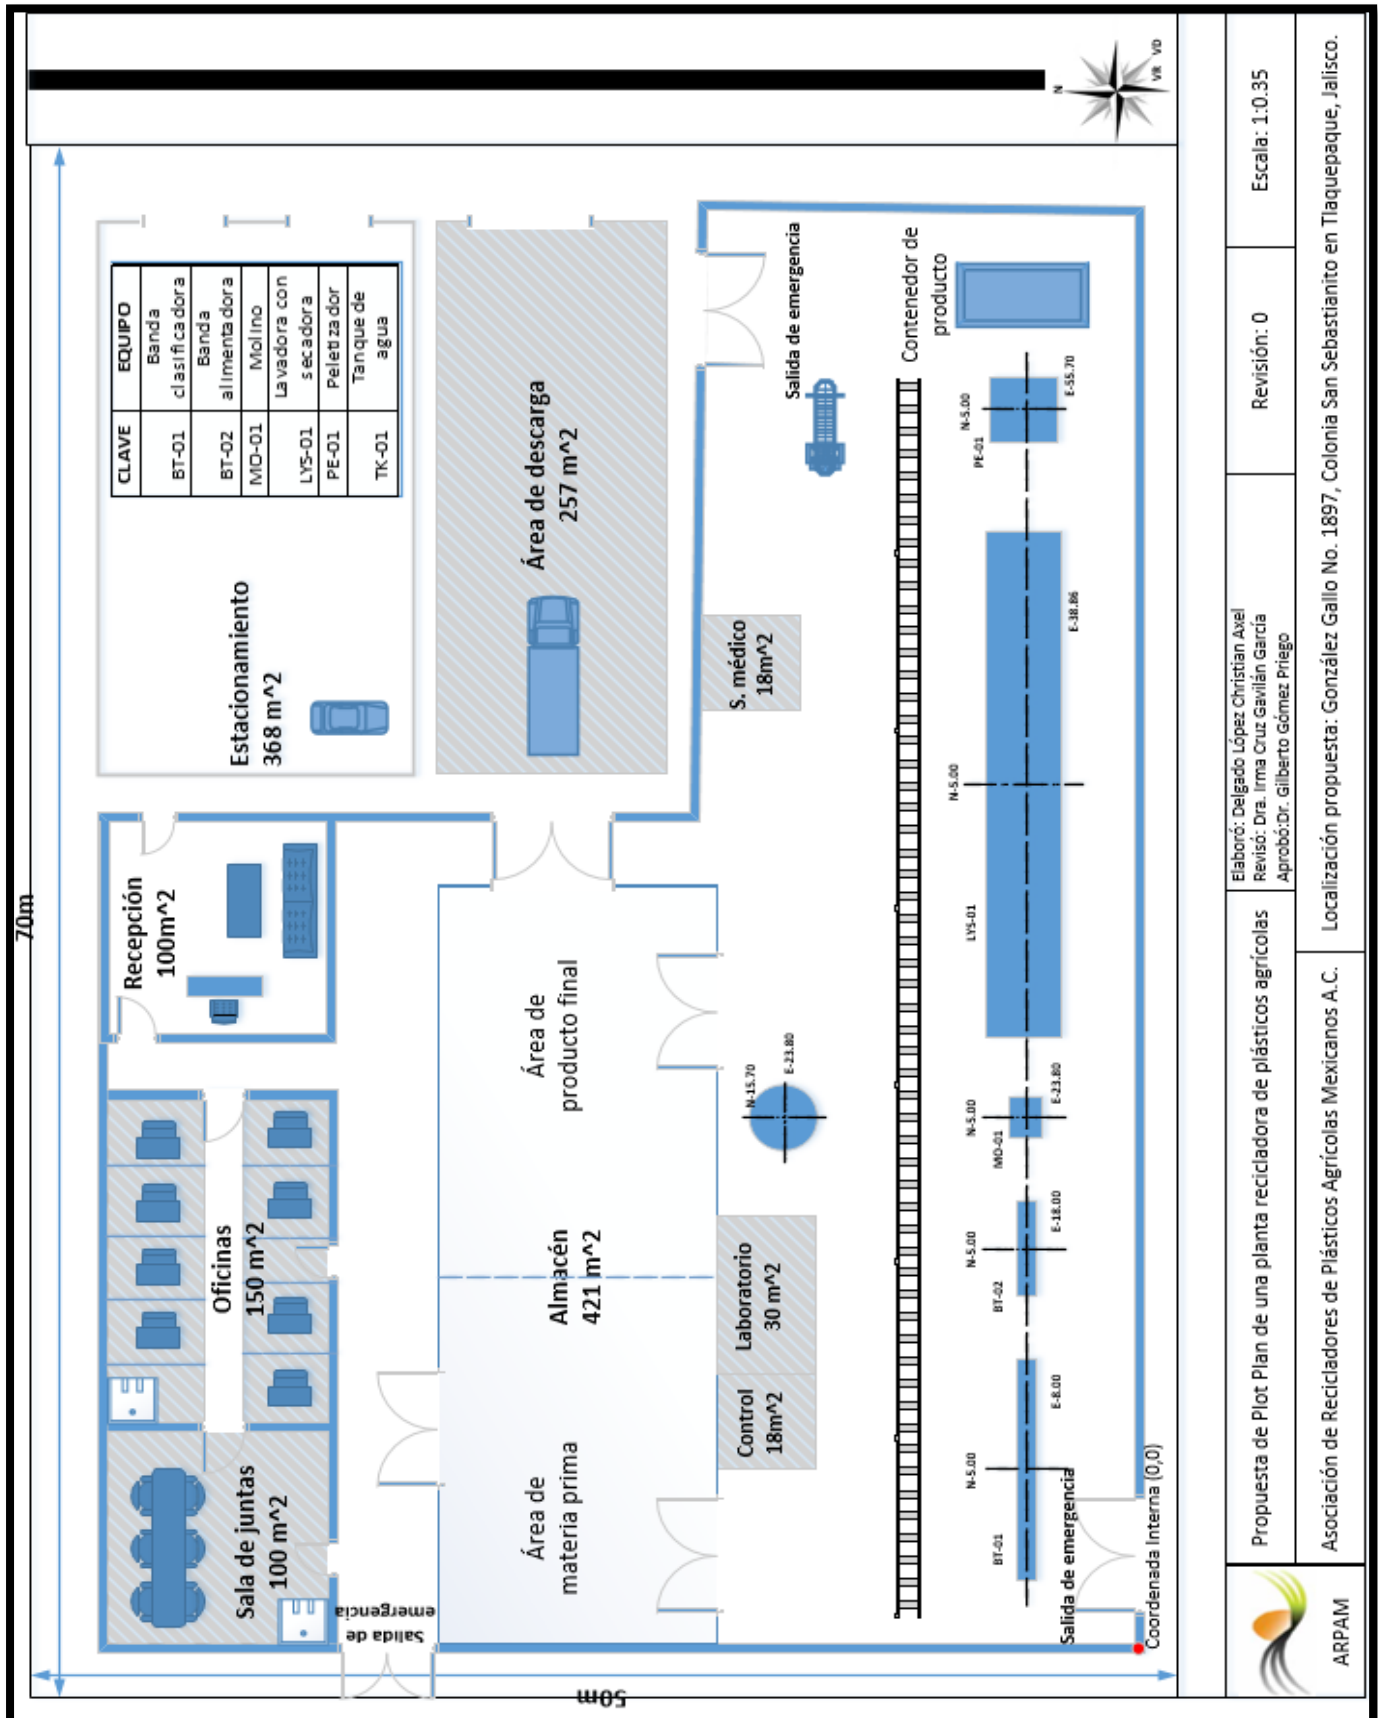 70m
50m
N
VR VD
CLAVE EQUIPO
BT-01 Banda
clasificadora
BT-02 Banda
alimentadora
MO-01 Molino
LYS-01 Lavadora con
secadora
PE-01 Peletizador
TK-01 Tanque de
agua
Estacionamiento
368 m^2
Área de descarga
257 m^2
Recepción
100m^2
Oficinas
150 m^2
Sala de juntas
100 m^2
Salida de
emergencia
Área de
materia prima
Almacén
421 m^2
Área de
producto final
Control
18m^2
Laboratorio
30 m^2
S. médico
18m^2
Salida de emergencia
N-15.70
E-23.80
Contenedor de
producto
BT-01
N-5.00
E-8.00
BT-02
N-5.00
E-18.00
MO-01
N-5.00
E-23.80
LYS-01
N-5.00
E-38.86
PE-01
N-5.00
E-55.70
Salida de emergencia
Coordenada Interna (0,0)
ARPAM
Propuesta de Plot Plan de una planta recicladora de plásticos agrícolas
Elaboró: Delgado López Christian Axel
Revisó: Dra. Irma Cruz Gavilán García
Aprobó:Dr. Gilberto Gómez Priego
Revisión: 0
Escala: 1:0.35
Asociación de Recicladores de Plásticos Agrícolas Mexicanos A.C.
Localización propuesta: González Gallo No. 1897, Colonia San Sebastianito en Tlaquepaque, Jalisco.